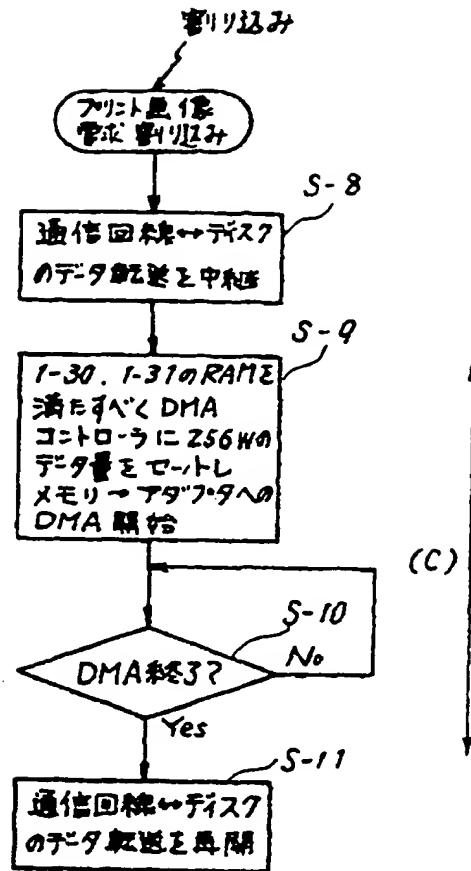 割り込み
プリント画像
要求割り込み
S-8
通信回線↔ディスク
のデータ転送を中継
S-9
1-30, 1-31のRAMを
満たすべくDMA
コントローラに256Wの
データ量をセットし
メモリ→アダプタへの
DMA開始
(C)
S-10
DMA終了?
No
Yes
S-11
通信回線↔ディスク
のデータ転送を再開